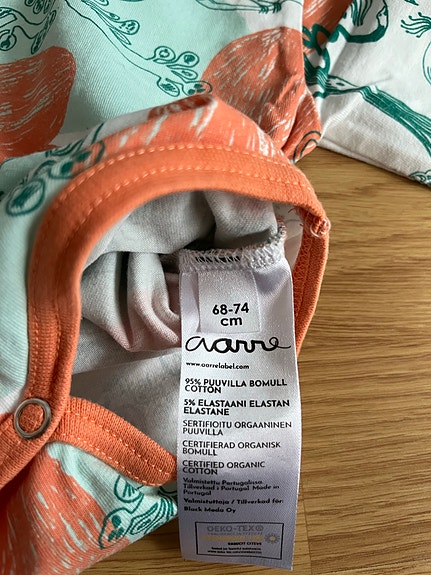 68-74
cm
aarre
www.aarrelabel.com
95% PUUVILLA BOMULL
COTTON
5% ELASTAANI ELASTAN
ELASTANE
SERTIFIOITU ORGAANINEN
PUUVILLA
CERTIFIERAD ORGANISK
BOMULL
CERTIFIED ORGANIC
COTTON
Valmistettu Portugalissa
Tillverkad i Portugal Made in
Portugal
Valmistuttaja / Tillverkad för:
Black Moda Oy
OEKO-TEX®